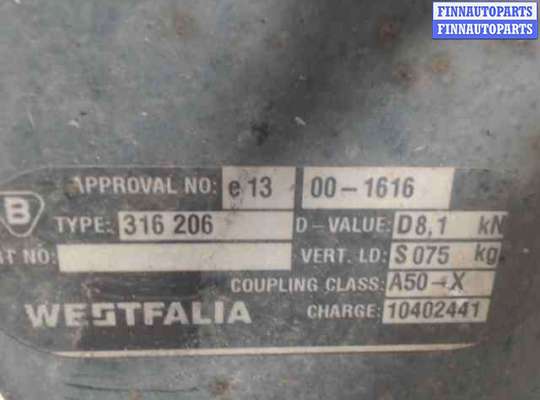 FINNAUTOPARTS
FINNAUTOPARTS
APPROVAL NO: e 13 00-1616
B TYPE: 316 206 D-VALUE: D8,1 kN
AT NO: VERT. LD: S 075 kg.
COUPLING CLASS: A50-X
WESTFALIA CHARGE: 10402441